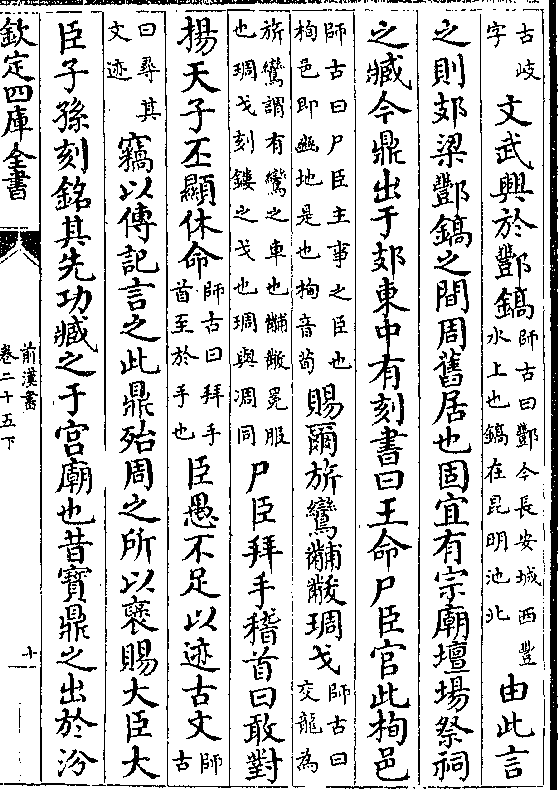 古岐字文武興於酆鎬師古曰酆今長安城西豐水上也鎬在昆明池北由此言
之則郊梁酆鎬之間周舊居也固宜有宗廟壇場祭祠
之臧今鼎出于郊東中有刻書曰王命尸臣官此栒邑
師古曰尸臣主事之臣也栒邑即豳地是也栒音荀賜爾旂鸞黼黻琱戈師古曰交龍為
旂鸞謂有鸞之車也黼黻冕服也琱戈刻鏤之戈也琱與凋同尸臣拜手稽首曰敢對
揚天子丕顯休命師古曰拜手首至於手也臣愚不足以迹古文師古
曰尋其文迹竊以傳記言之此鼎殆周之所以襃賜大臣大
臣子孫刻銘其先功臧之于宫廟也昔寶鼎之出於汾
欽定四庫全書
前漢書
卷二十五下
十一